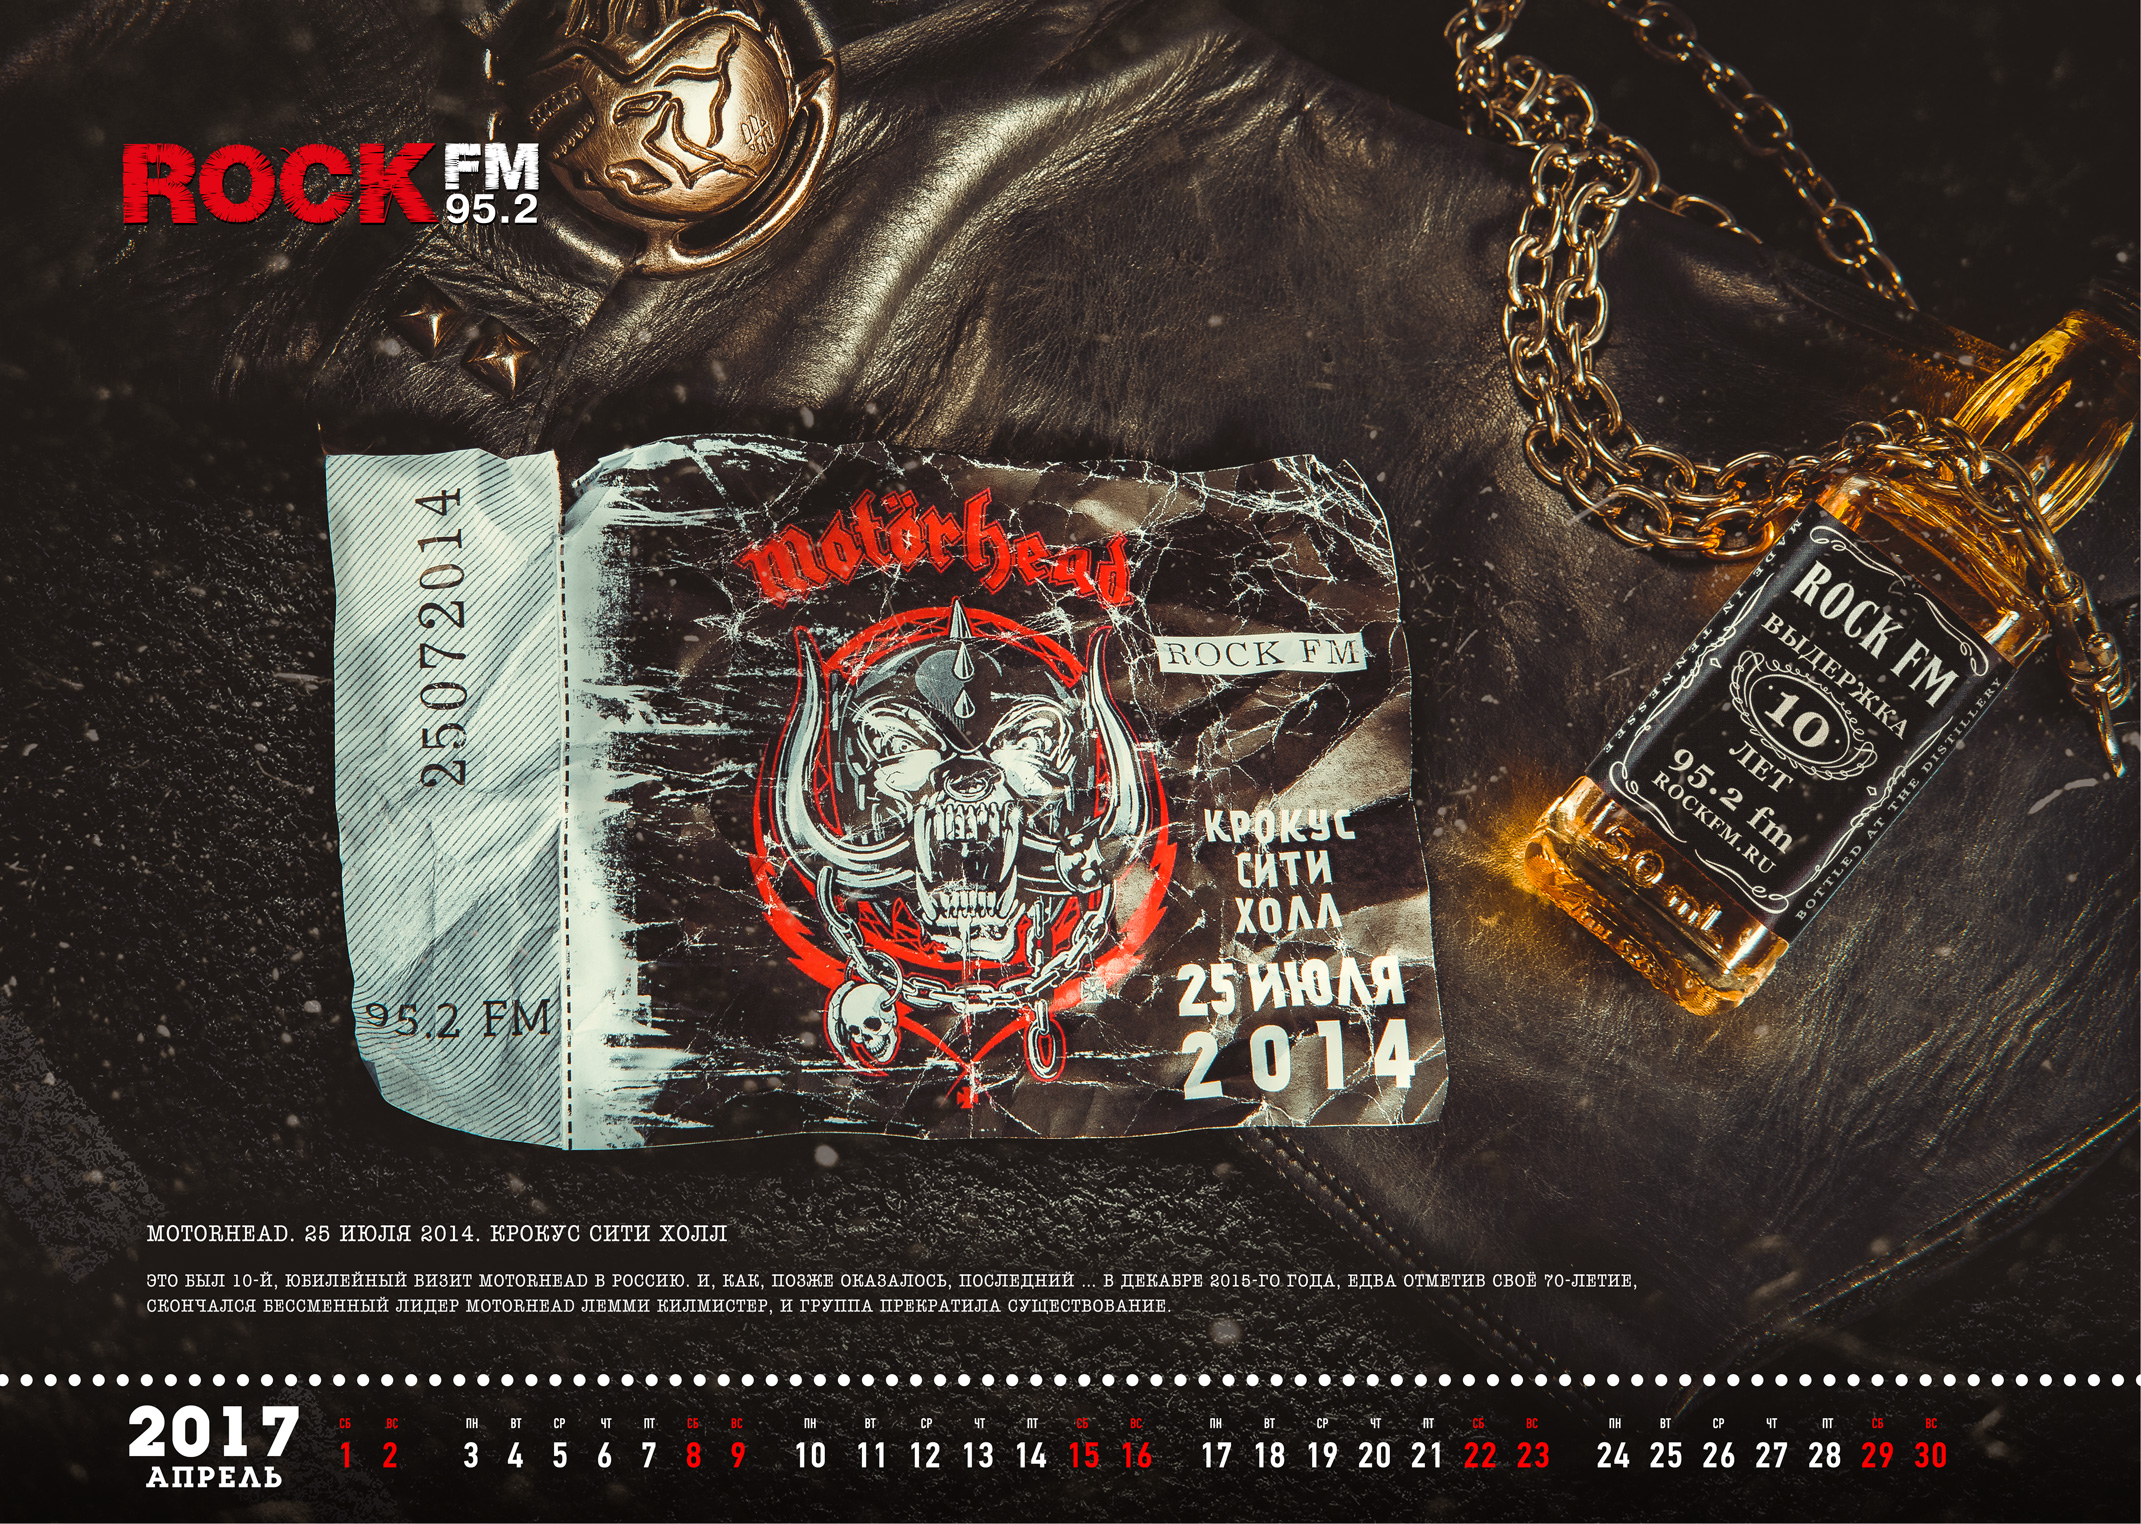 ROCK FM
95.2
25072014
95.2 FM
Motörhead
ROCK FM
КРОКУС
СИТИ
ХОЛЛ
25 ИЮЛЯ
2014
MADE IN TENNESSEE
ROCK FM
ВЫДЕРЖКА
10
ЛЕТ
95.2 fm
ROCKFM.RU
BOTTLED AT THE DISTILLERY
50 ml
MOTORHEAD. 25 ИЮЛЯ 2014. КРОКУС СИТИ ХОЛЛ
ЭТО БЫЛ 10-Й, ЮБИЛЕЙНЫЙ ВИЗИТ MOTORHEAD В РОССИЮ. И, КАК, ПОЗЖЕ ОКАЗАЛОСЬ, ПОСЛЕДНИЙ ... В ДЕКАБРЕ 2015-ГО ГОДА, ЕДВА ОТМЕТИВ СВОЁ 70-ЛЕТИЕ,
СКОНЧАЛСЯ БЕССМЕННЫЙ ЛИДЕР MOTORHEAD ЛЕММИ КИЛМИСТЕР, И ГРУППА ПРЕКРАТИЛА СУЩЕСТВОВАНИЕ.
2017
АПРЕЛЬ
СБ ВС ПН ВТ СР ЧТ ПТ СБ ВС ПН ВТ СР ЧТ ПТ СБ ВС ПН ВТ СР ЧТ ПТ СБ ВС ПН ВТ СР ЧТ ПТ СБ ВС
1 2 3 4 5 6 7 8 9 10 11 12 13 14 15 16 17 18 19 20 21 22 23 24 25 26 27 28 29 30